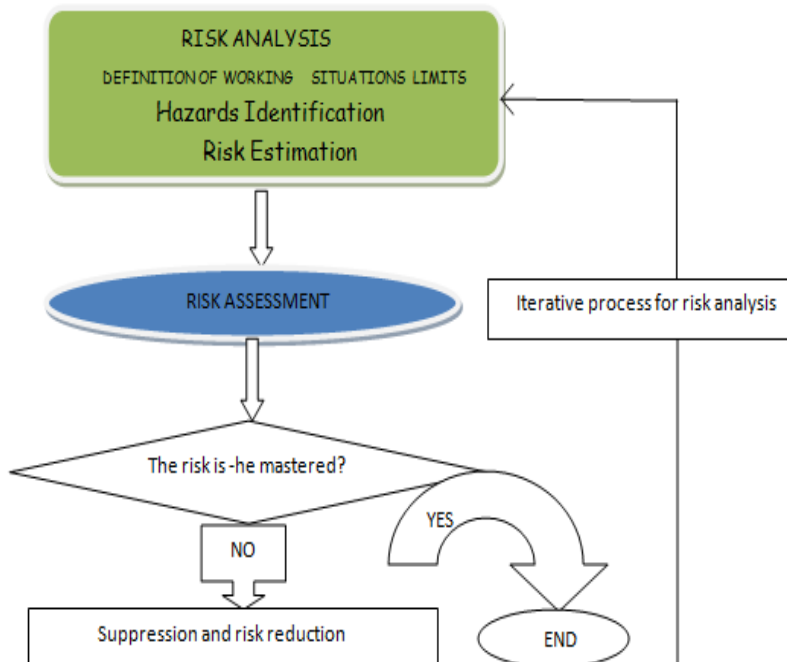 RISK ANALYSIS
DEFINITION OF WORKING SITUATIONS LIMITS
Hazards Identification
Risk Estimation
RISK ASSESSMENT
Iterative process for risk analysis
The risk is -he mastered?
YES
NO
Suppression and risk reduction
END